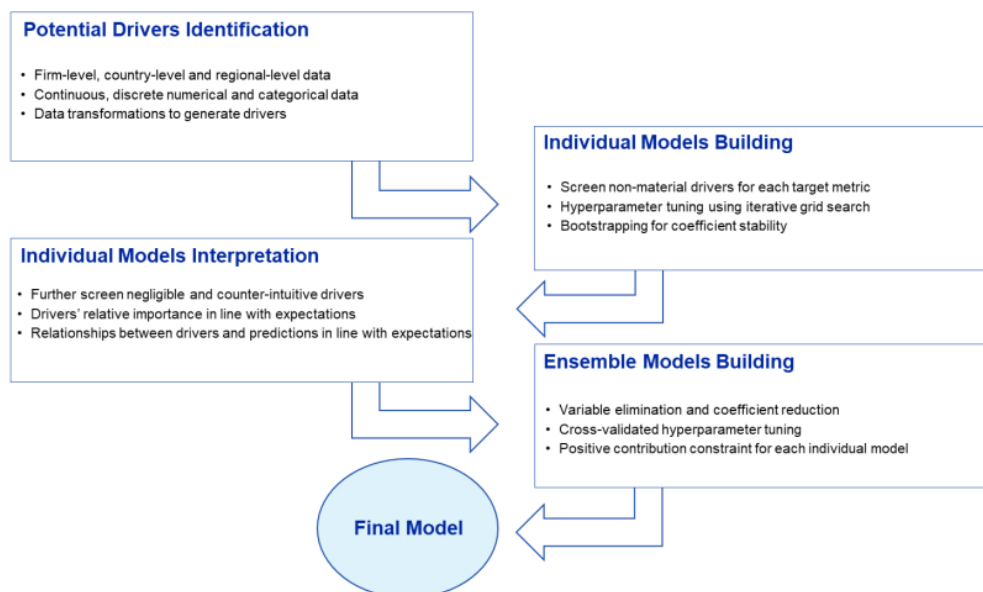 Potential Drivers Identification
• Firm-level, country-level and regional-level data
• Continuous, discrete numerical and categorical data
• Data transformations to generate drivers
Individual Models Building
• Screen non-material drivers for each target metric
• Hyperparameter tuning using iterative grid search
• Bootstrapping for coefficient stability
Individual Models Interpretation
• Further screen negligible and counter-intuitive drivers
• Drivers' relative importance in line with expectations
• Relationships between drivers and predictions in line with expectations
Ensemble Models Building
• Variable elimination and coefficient reduction
• Cross-validated hyperparameter tuning
• Positive contribution constraint for each individual model
Final Model